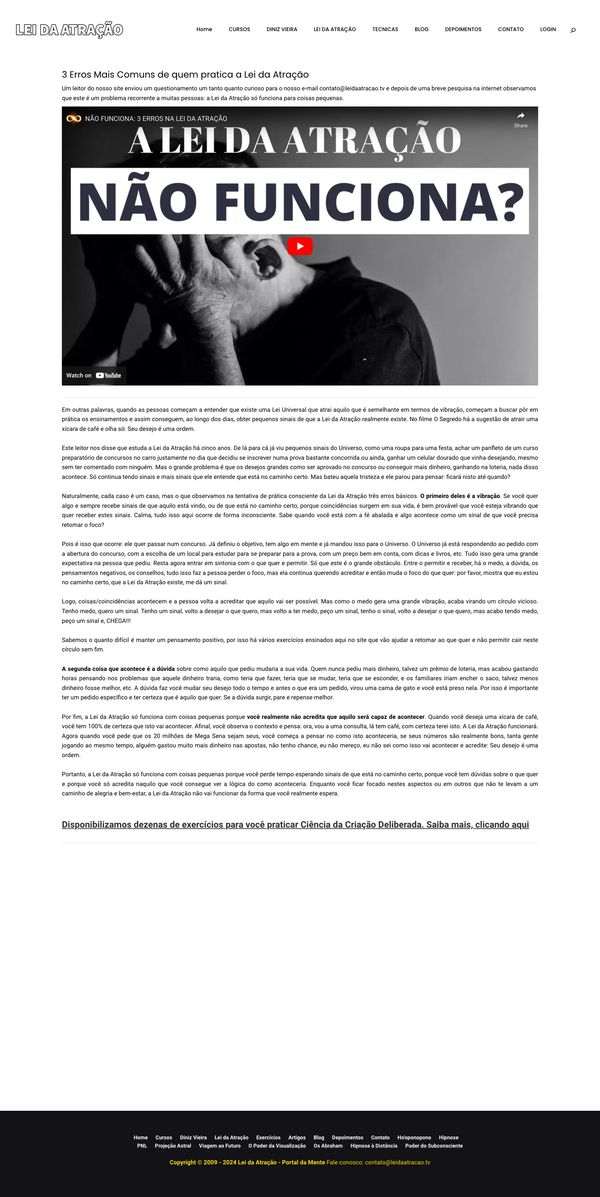 LEI DA ATRAÇÃO
Home CURSOS DINIZ VIEIRA LEI DA ATRAÇÃO TECNICAS BLOG DEPOIMENTOS CONTATO LOGIN
3 Erros Mais Comuns de quem pratica a Lei da Atração
Um leitor do nosso site enviou um questionamento um tanto quanto curioso para o nosso e-mail contato@leidaatracao.tv e depois de uma breve pesquisa na internet observamos
que este é um problema recorrente a muitas pessoas: a Lei da Atração só funciona para coisas pequenas.
NÃO FUNCIONA: 3 ERROS NA LEI DA ATRAÇÃO
Share
A LEI DA ATRAÇÃO
NÃO FUNCIONA?
Watch on YouTube
Em outras palavras, quando as pessoas começam a entender que existe uma Lei Universal que atrai aquilo que é semelhante em termos de vibração, começam a buscar pôr em
prática os ensinamentos e assim conseguem, ao longo dos dias, obter pequenos sinais de que a Lei da Atração realmente existe. No filme O Segredo há a sugestão de atrair uma
xícara de café e olha só: Seu desejo é uma ordem.
Este leitor nos disse que estuda a Lei da Atração há cinco anos. De lá para cá já viu pequenos sinais do Universo, como uma roupa para uma festa, achar um panfleto de um curso
preparatório de concursos no carro justamente no dia que decidiu se inscrever numa prova bastante concorrida ou ainda, ganhar um celular dourado que vinha desejando, mesmo
sem ter comentado com ninguém. Mas o grande problema é que os desejos grandes como ser aprovado no concurso ou conseguir mais dinheiro, ganhando na loteria, nada disso
acontece. Só continua tendo sinais e mais sinais que ele entende que está no caminho certo. Mas bateu aquela tristeza e ele parou para pensar: ficará nisto até quando?
Naturalmente, cada caso é um caso, mas o que observamos na tentativa de prática consciente da Lei da Atração três erros básicos. O primeiro deles é a vibração. Se você quer
algo e sempre recebe sinais de que aquilo está vindo, ou de que está no caminho certo, porque coincidências surgem em sua vida, é bem provável que você esteja vibrando que
quer receber estes sinais. Calma, tudo isso aqui ocorre de forma inconsciente. Sabe quando você está com a fé abalada e algo acontece como um sinal de que você precisa
retomar o foco?
Pois é isso que ocorre: ele quer passar num concurso. Já definiu o objetivo, tem algo em mente e já mandou isso para o Universo. O Universo já está respondendo ao pedido com
a abertura do concurso, com a escolha de um local para estudar para se preparar para a prova, com um preço bem em conta, com dicas e livros, etc. Tudo isso gera uma grande
expectativa na pessoa que pediu. Resta agora entrar em sintonia com o que quer e permitir. Só que este é o grande obstáculo. Entre o permitir e receber, há o medo, a dúvida, os
pensamentos negativos, os conselhos, tudo isso faz a pessoa perder o foco, mas ela continua querendo acreditar e então muda o foco do que quer: por favor, mostra que eu estou
no caminho certo, que a Lei da Atração existe, me dá um sinal.
Logo, coisas/coincidências acontecem e a pessoa volta a acreditar que aquilo vai ser possível. Mas como o medo gera uma grande vibração, acaba virando um círculo vicioso.
Tenho medo, quero um sinal. Tenho um sinal, volto a desejar o que quero, mas volto a ter medo, peço um sinal, tenho o sinal, volto a desejar o que quero, mas acabo tendo medo,
peço um sinal e, CHEGA!!!
Sabemos o quanto difícil é manter um pensamento positivo, por isso há vários exercícios ensinados aqui no site que vão ajudar a retomar ao que quer e não permitir cair neste
círculo sem fim.
A segunda coisa que acontece é a dúvida sobre como aquilo que pediu mudaria a sua vida. Quem nunca pediu mais dinheiro, talvez um prêmio de loteria, mas acabou gastando
horas pensando nos problemas que aquele dinheiro traria, como teria que fazer, teria que se mudar, teria que se esconder, e os familiares iriam encher o saco, talvez menos
dinheiro fosse melhor, etc. A dúvida faz você mudar seu desejo todo o tempo e antes o que era um pedido, virou uma cama de gato e você está preso nela. Por isso é importante
ter um pedido específico e ter certeza que é aquilo que quer. Se a dúvida surgir, pare e repense melhor.
Por fim, a Lei da Atração só funciona com coisas pequenas porque você realmente não acredita que aquilo será capaz de acontecer. Quando você deseja uma xícara de café,
você tem 100% de certeza que isto vai acontecer. Afinal, você observa o contexto e pensa: ora, vou a uma consulta, lá tem café, com certeza terei isto. A Lei da Atração funcionará.
Agora quando você pede que os 20 milhões de Mega Sena sejam seus, você começa a pensar no como isto aconteceria, se seus números são realmente bons, tanta gente
jogando ao mesmo tempo, alguém gastou muito mais dinheiro nas apostas, não tenho chance, eu não mereço, eu não sei como isso vai acontecer e acredite: Seu desejo é uma
ordem.
Portanto, a Lei da Atração só funciona com coisas pequenas porque você perde tempo esperando sinais de que está no caminho certo, porque você tem dúvidas sobre o que quer
e porque você só acredita naquilo que você consegue ver a lógica do como aconteceria. Enquanto você ficar focado nestes aspectos ou em outros que não te levam a um
caminho de alegria e bem-estar, a Lei da Atração não vai funcionar da forma que você realmente espera.
Disponibilizamos dezenas de exercícios para você praticar Ciência da Criação Deliberada. Saiba mais, clicando aqui
Home Cursos Diniz Vieira Lei da Atração Exercícios Artigos Blog Depoimentos Contato Ho'oponopono Hipnose
PNL Projeção Astral Viagem ao Futuro O Poder da Visualização Os Abraham Hipnose à Distância Poder do Subconsciente
Copyright © 2009 - 2024 Lei da Atração - Portal da Mente Fale conosco: contato@leidaatracao.tv